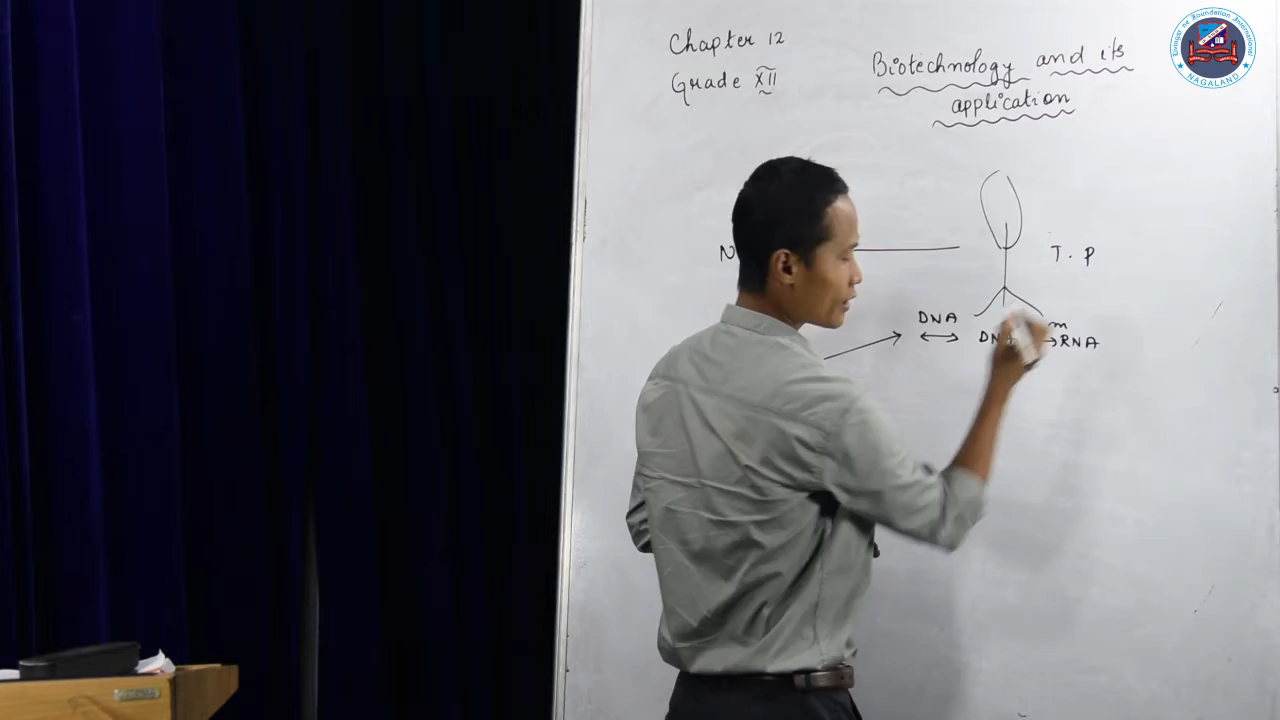 Chapter 12
Grade XII
Biotechnology and its
application
N
T. P
DNA
m
RNA
NAGALAND